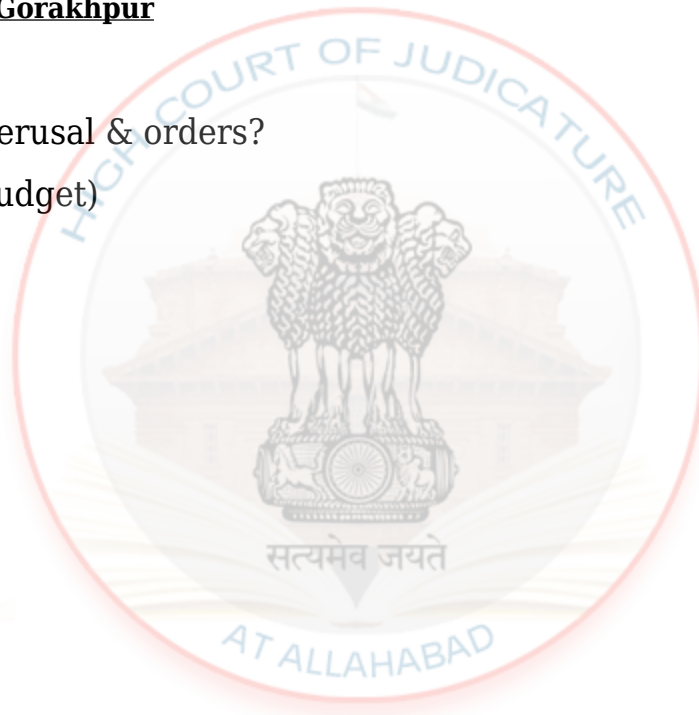 Gorakhpur
HIGH COURT OF JUDICATURE
erusal & orders?
udget)
सत्यमेव जयते
AT ALLAHABAD